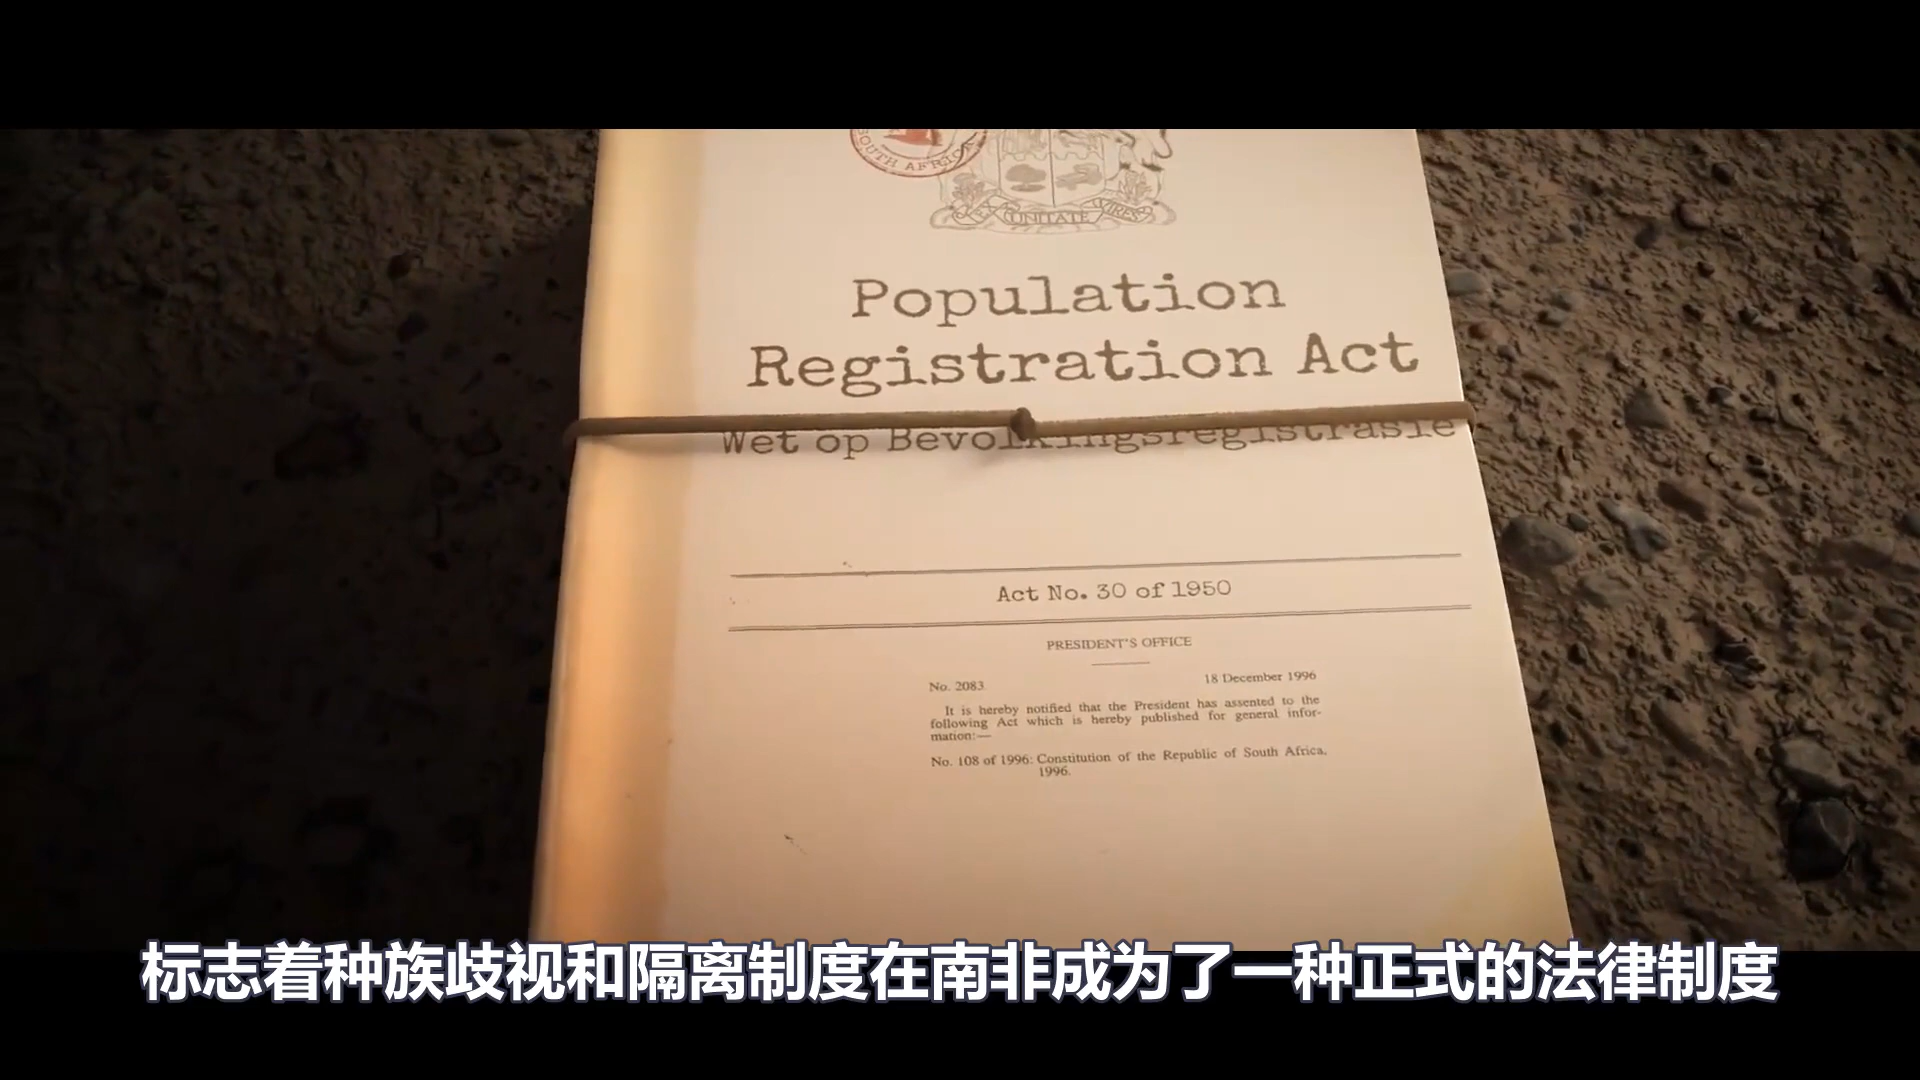 SOUTH AFRICA
EX UNITATE VIRES
Population
Registration Act
Wet op Bevolkingsregistrasie
Act No. 30 of 1950
PRESIDENT'S OFFICE
No. 2083
18 December 1996
It is hereby notified that the President has assented to the
following Act which is hereby published for general infor-
mation:—
No. 108 of 1996: Constitution of the Republic of South Africa,
1996.
标志着种族歧视和隔离制度在南非成为了一种正式的法律制度